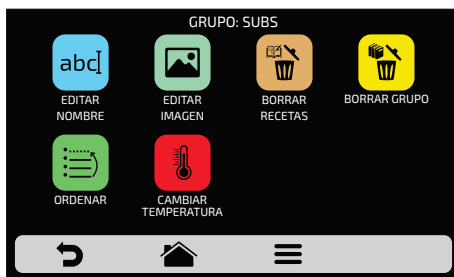 GRUPO: SUBS
abc
EDITAR
NOMBRE
EDITAR
IMAGEN
BORRAR
RECETAS
BORRAR GRUPO
ORDENAR
CAMBIAR
TEMPERATURA